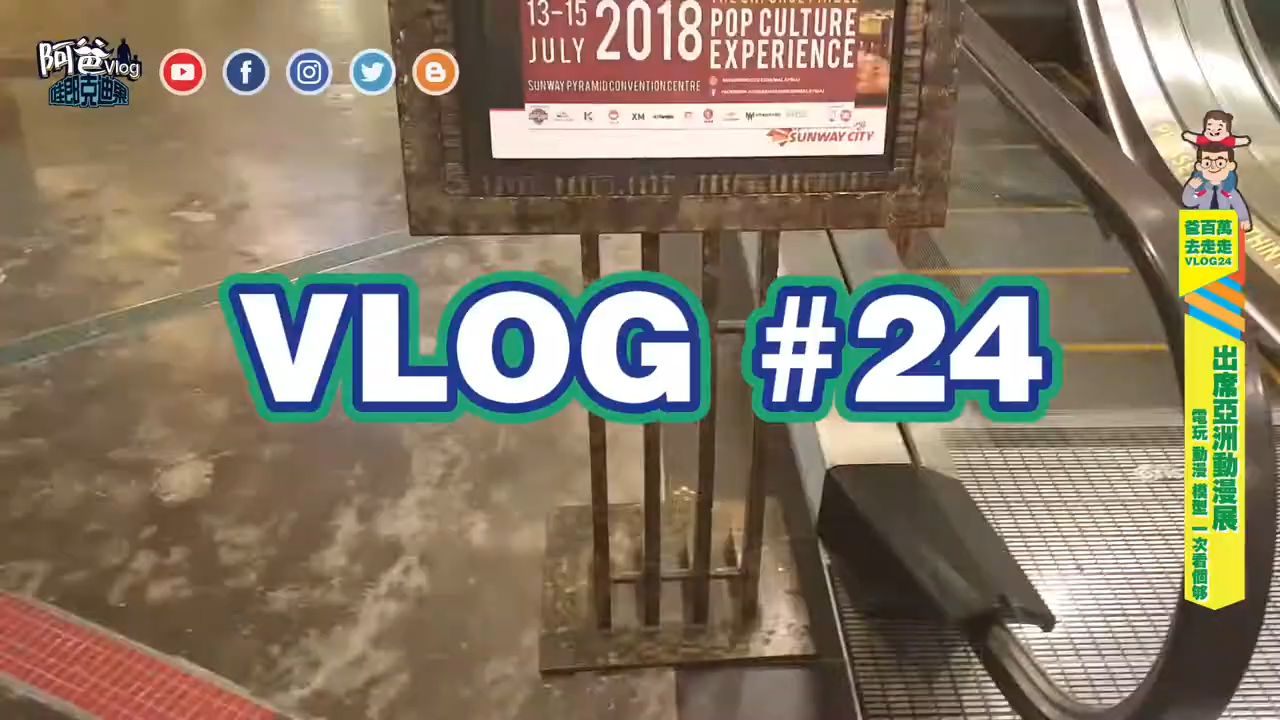 13-15
JULY
2018
POP CULTURE
EXPERIENCE
SUNWAY PYRAMID CONVENTION CENTRE
XM
SUNWAY CITY
阿爸
Vlog
VLOG #24
爸百萬
去走走
VLOG24
出席亞洲動漫展
電玩 動漫 模型 一次看個够